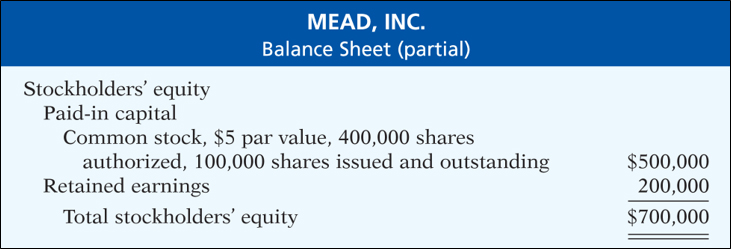 MEAD, INC.
Balance Sheet (partial)
Stockholders’ equity
Paid-in capital
Common stock, $5 par value, 400,000 shares
authorized, 100,000 shares issued and outstanding $500,000
Retained earnings 200,000
Total stockholders’ equity $700,000